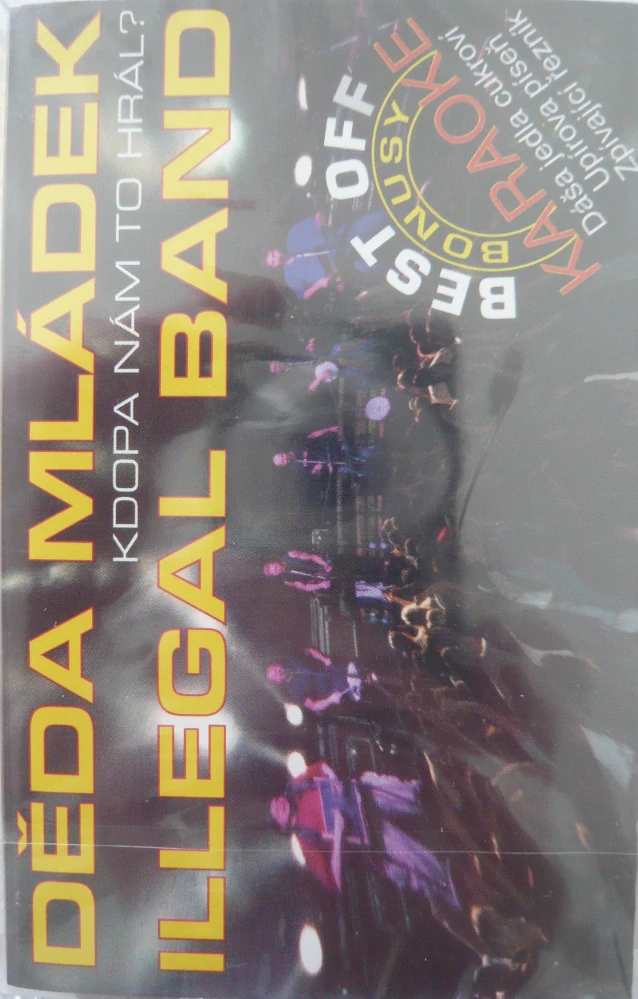 DĚDA MLÁDEK
KDOPA NÁM TO HRÁL?
ILLEGAL BAND
BEST OFF
BONUSY
KARAOKE
Dáša jedla cukroví
Upírova píseň
zpívající řezník